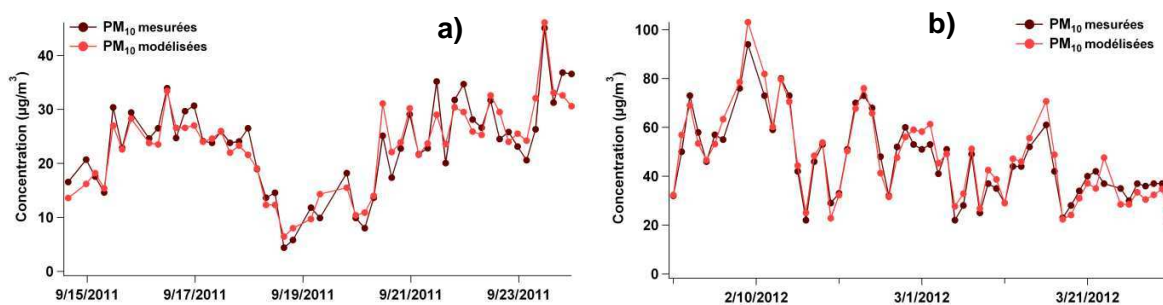 a)
PM10 mesurées
PM10 modélisées
Concentration (µg/m3)
40
30
20
10
0
9/15/2011 9/17/2011 9/19/2011 9/21/2011 9/23/2011
b)
PM10 mesurées
PM10 modélisées
Concentration (µg/m3)
100
80
60
40
20
0
2/10/2012 3/1/2012 3/21/2012